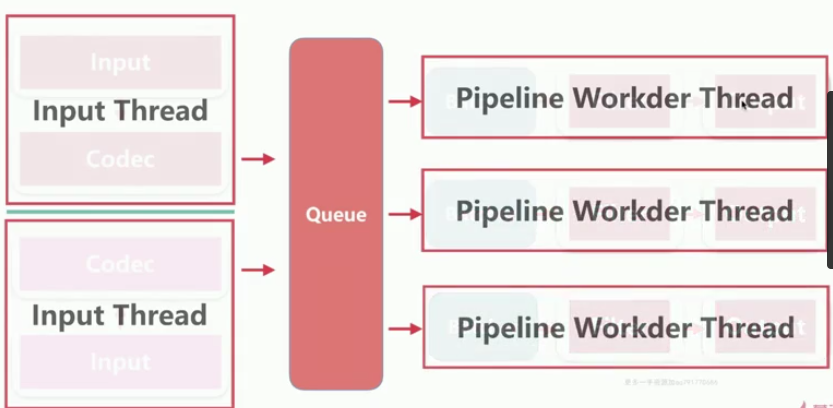 Input
Input Thread
Codec
Codec
Input Thread
Input
Queue
Pipeline Workder Thread
Pipeline Workder Thread
Pipeline Workder Thread